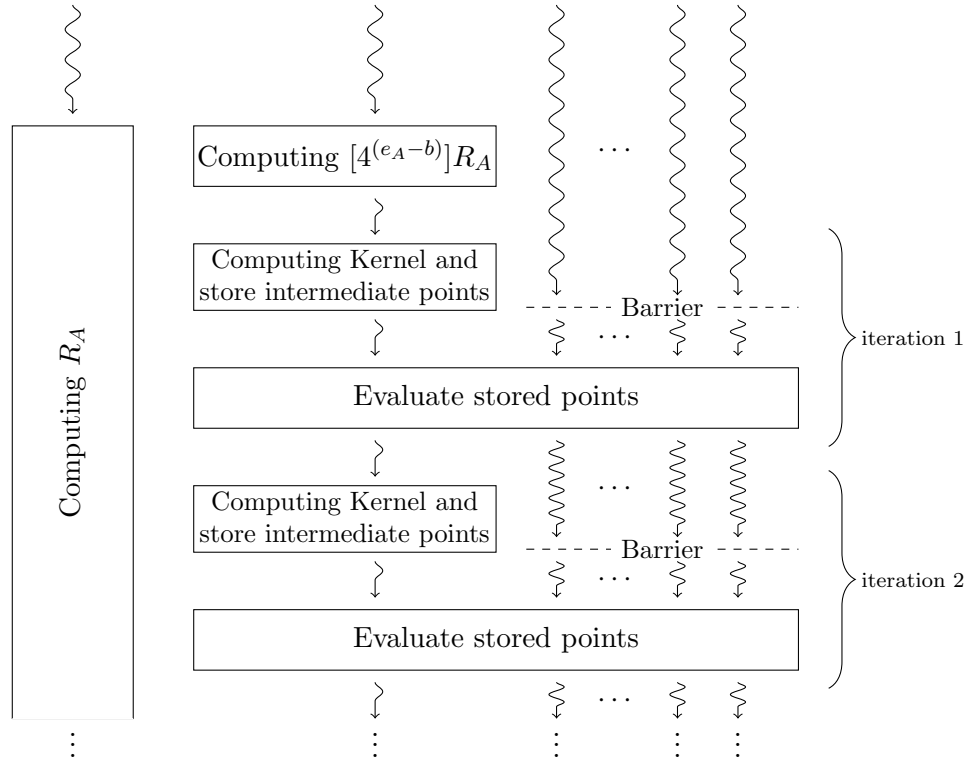 Computing $[4^{(e_A-b)}]R_A$
...
Computing Kernel and
store intermediate points
Barrier
...
iteration 1
Evaluate stored points
Computing $R_A$
...
Computing Kernel and
store intermediate points
Barrier
...
iteration 2
Evaluate stored points
...
⋮ ⋮ ⋮ ⋮ ⋮